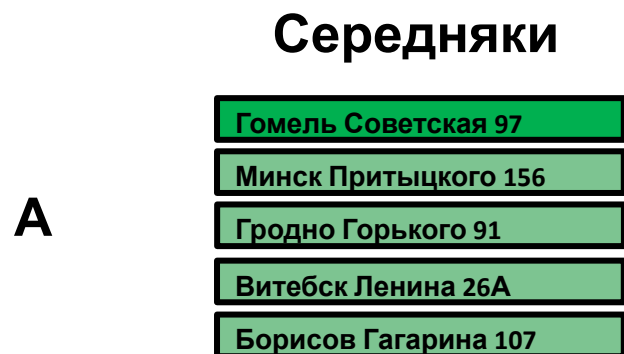 Середняки
Гомель Советская 97
Минск Притыцкого 156
А
Гродно Горького 91
Витебск Ленина 26А
Борисов Гагарина 107